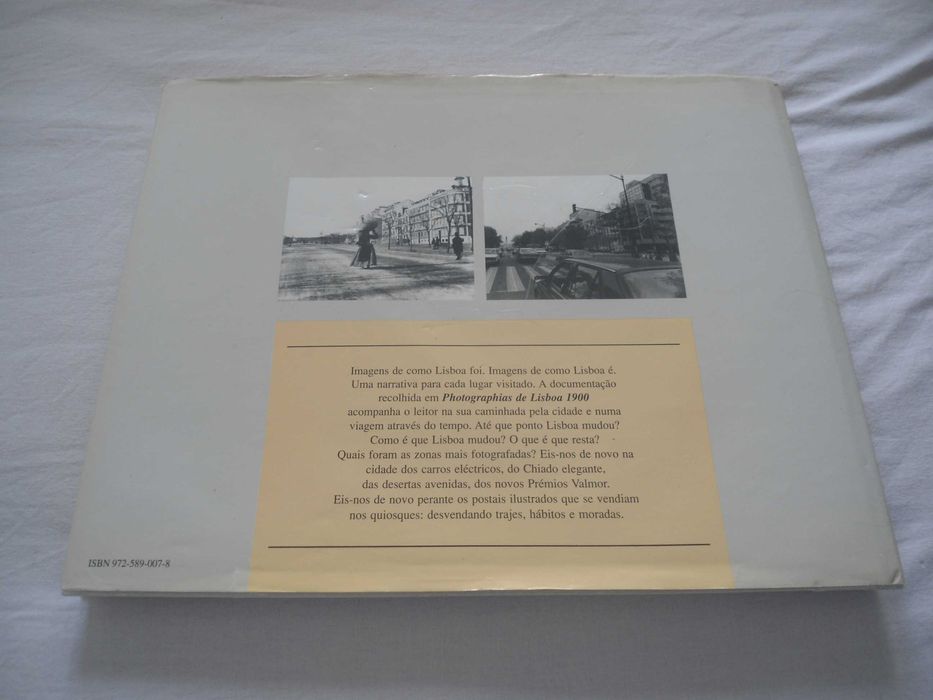 Imagens de como Lisboa foi. Imagens de como Lisboa é.
Uma narrativa para cada lugar visitado. A documentação
recolhida em Photographias de Lisboa 1900
acompanha o leitor na sua caminhada pela cidade e numa
viagem através do tempo. Até que ponto Lisboa mudou?
Como é que Lisboa mudou? O que é que resta?
Quais foram as zonas mais fotografadas? Eis-nos de novo na
cidade dos carros eléctricos, do Chiado elegante,
das desertas avenidas, dos novos Prémios Valmor.
Eis-nos de novo perante os postais ilustrados que se vendiam
nos quiosques: desvendando trajes, hábitos e moradas.
ISBN 972-589-007-8